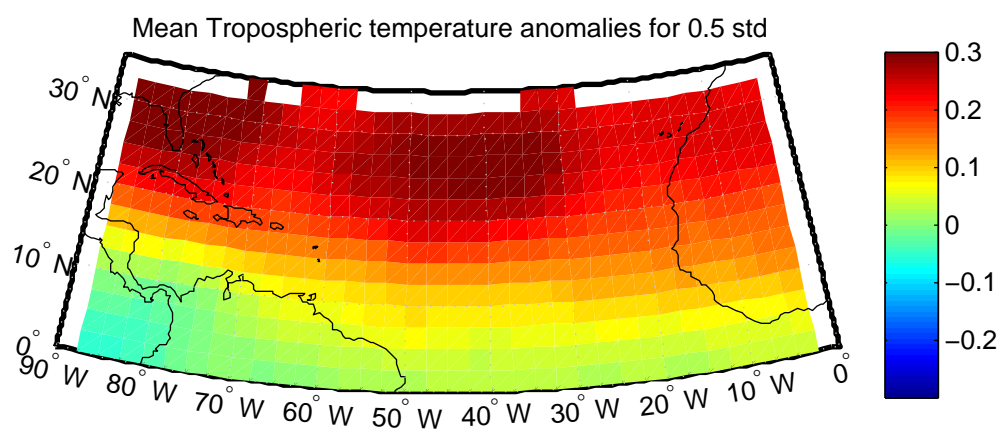 Mean Tropospheric temperature anomalies for 0.5 std
30° N
20° N
10° N
0°
90° W
80° W
70° W
60° W
50° W
40° W
30° W
20° W
10° W
0°
0.3
0.2
0.1
0
−0.1
−0.2